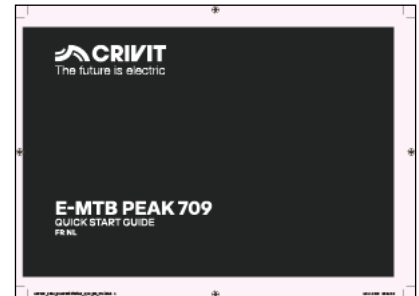 CRIVIT
The future is electric
E-MTB PEAK 709
QUICK START GUIDE
FR NL